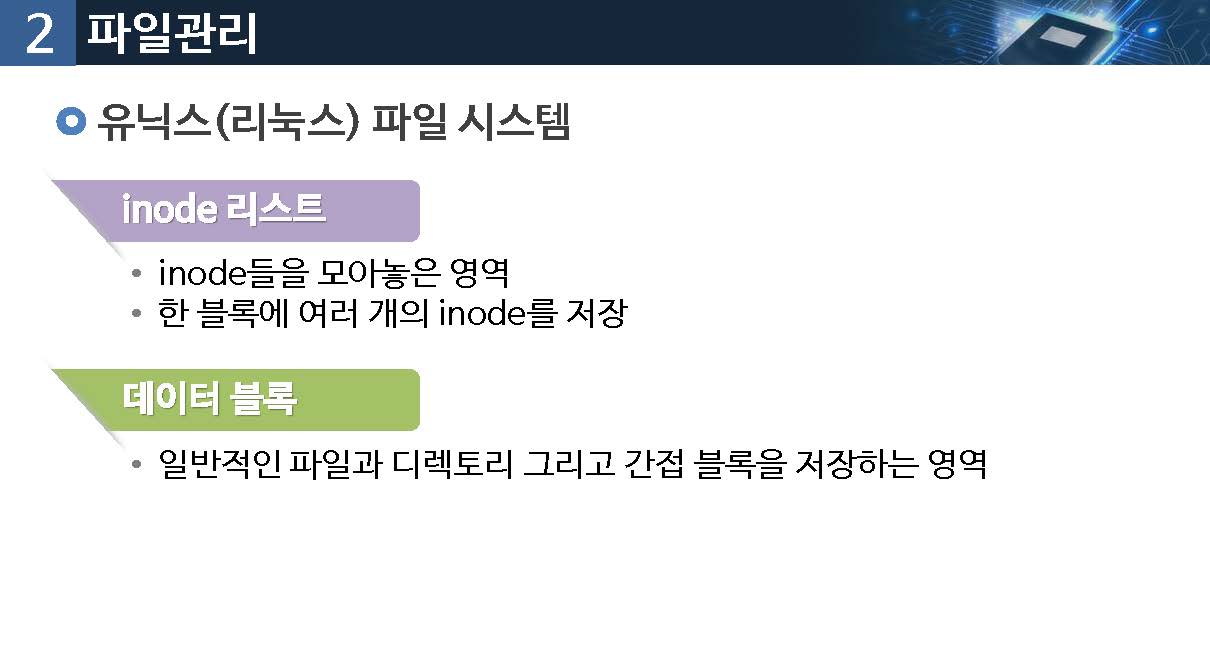 2 파일관리
유닉스(리눅스) 파일 시스템
inode 리스트
• inode들을 모아놓은 영역
• 한 블록에 여러 개의 inode를 저장
데이터 블록
• 일반적인 파일과 디렉토리 그리고 간접 블록을 저장하는 영역